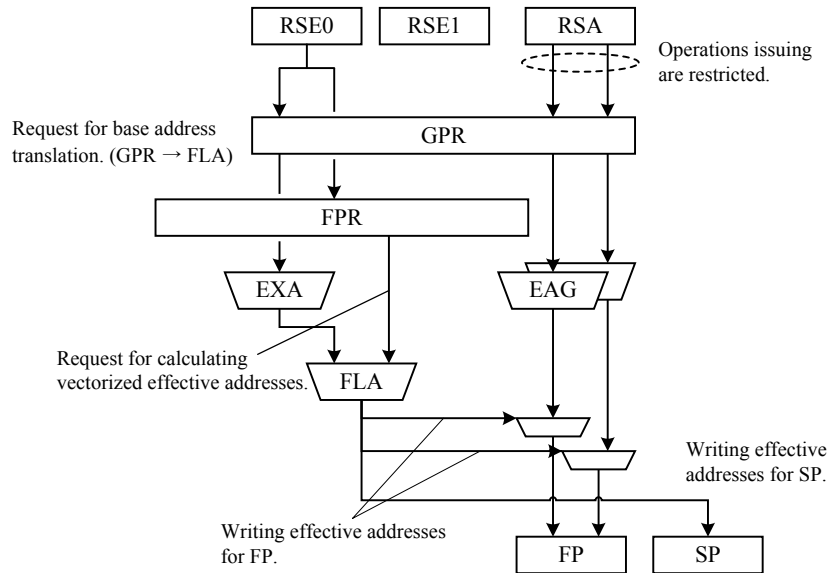 RSE0
RSE1
RSA
Operations issuing
are restricted.
Request for base address
translation. (GPR → FLA)
GPR
FPR
EXA
EAG
Request for calculating
vectorized effective addresses.
FLA
Writing effective
addresses for SP.
Writing effective addresses
for FP.
FP
SP